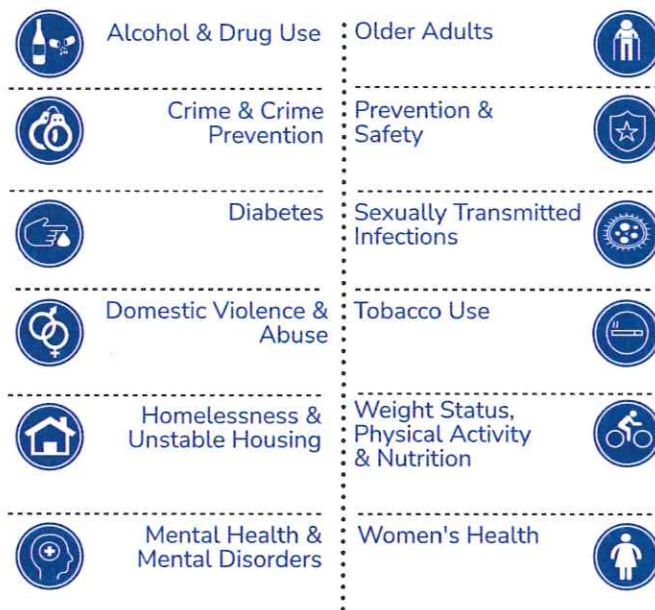 Alcohol & Drug Use
Crime & Crime
Prevention
Diabetes
Domestic Violence &
Abuse
Homelessness &
Unstable Housing
Mental Health &
Mental Disorders
Older Adults
Prevention &
Safety
Sexually Transmitted
Infections
Tobacco Use
Weight Status,
Physical Activity
& Nutrition
Women's Health